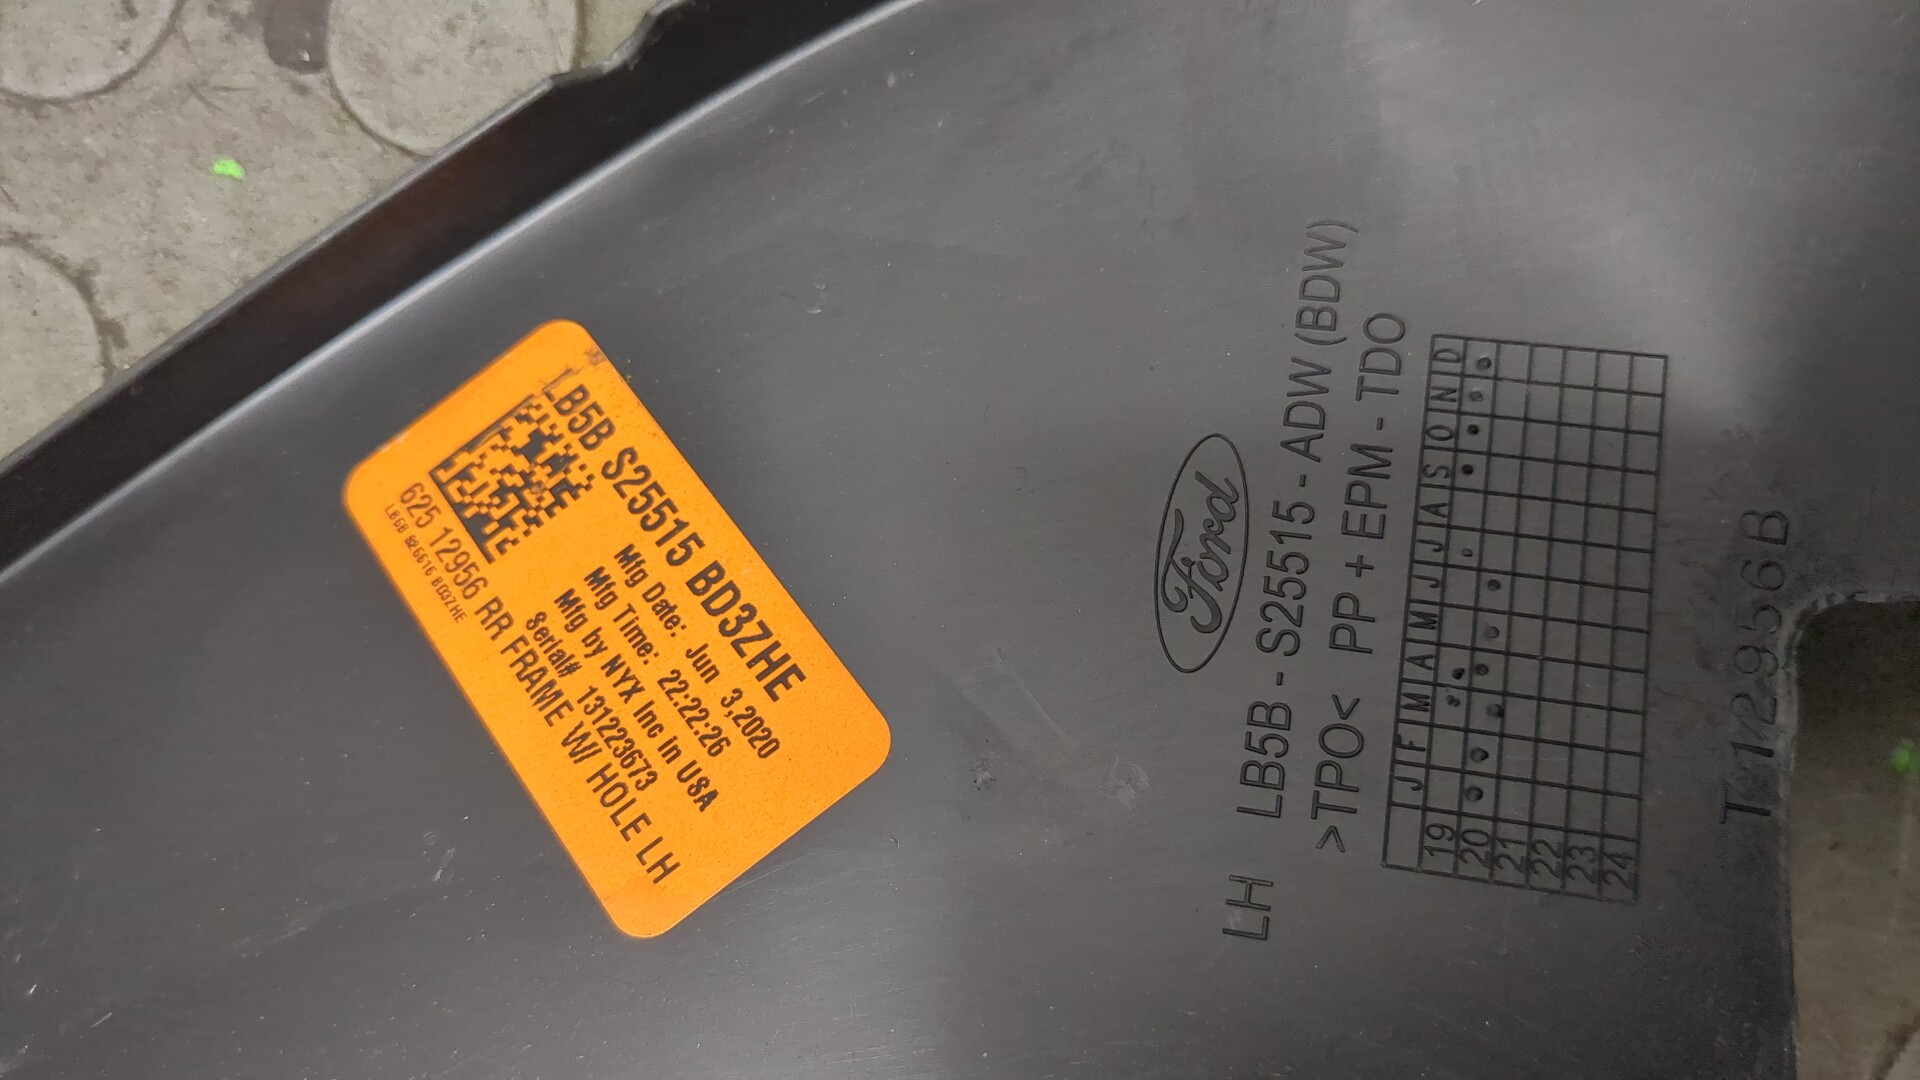 LB5B S25515 BD3ZHE
Mfg Date: Jun 3,2020
Mfg Time: 22:22:26
Mfg by NYX Inc In USA
Serial# 131223673
625 12956 RR FRAME W/ HOLE LH
Ford
LH LB5B - S25515 - ADW (BDW)
>TPO< PP + EPM - TDO
J F M A M J J A S O N D
19
20
21
22
23
24
T-12956B